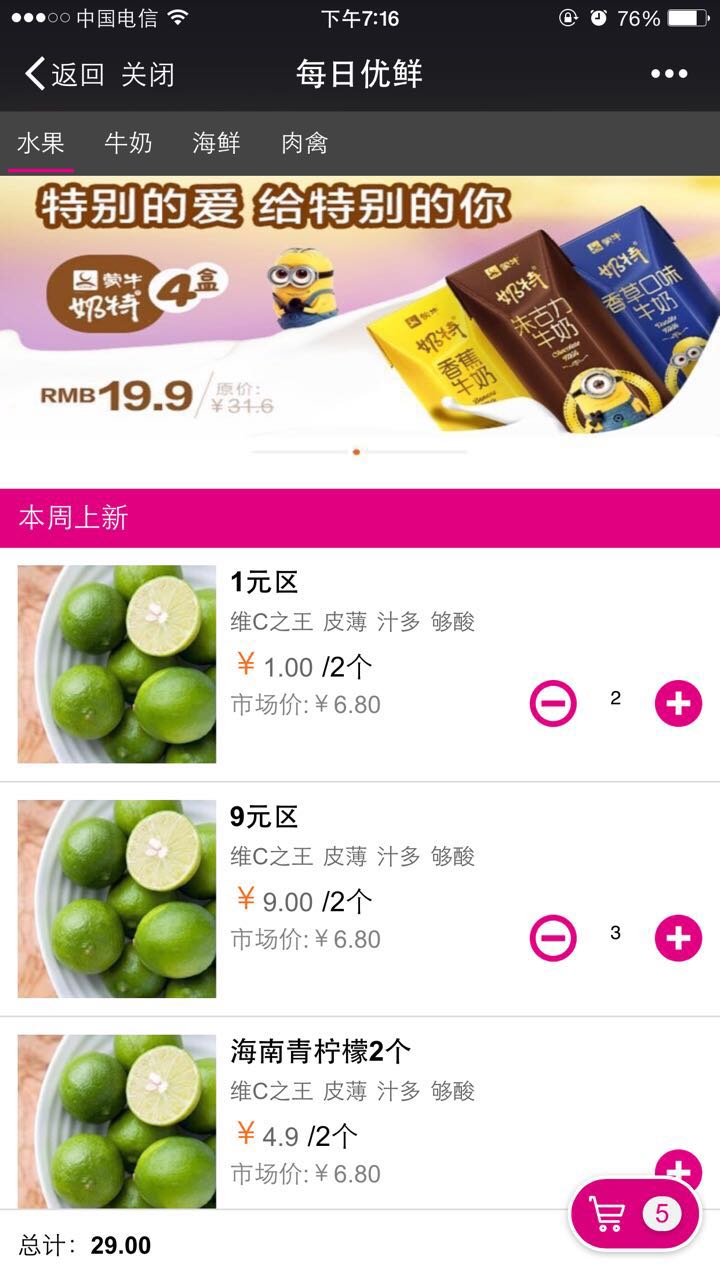 中国电信 下午7:16 76%
返回 关闭 每日优鲜
水果 牛奶 海鲜 肉禽
特别的爱 给特别的你
蒙牛
奶特 4盒
RMB19.9 / 原价:
¥31.6
蒙牛
奶特
香蕉
牛奶
Banana
蒙牛
奶特
朱古力
牛奶
Chocolate
蒙牛
奶特
香草口味
牛奶
Vanilla
本周上新
1元区
维C之王 皮薄 汁多 够酸
¥ 1.00 /2个
市场价:¥6.80
2
9元区
维C之王 皮薄 汁多 够酸
¥ 9.00 /2个
市场价:¥6.80
3
海南青柠檬2个
维C之王 皮薄 汁多 够酸
¥ 4.9 /2个
市场价:¥6.80
5
总计：29.00